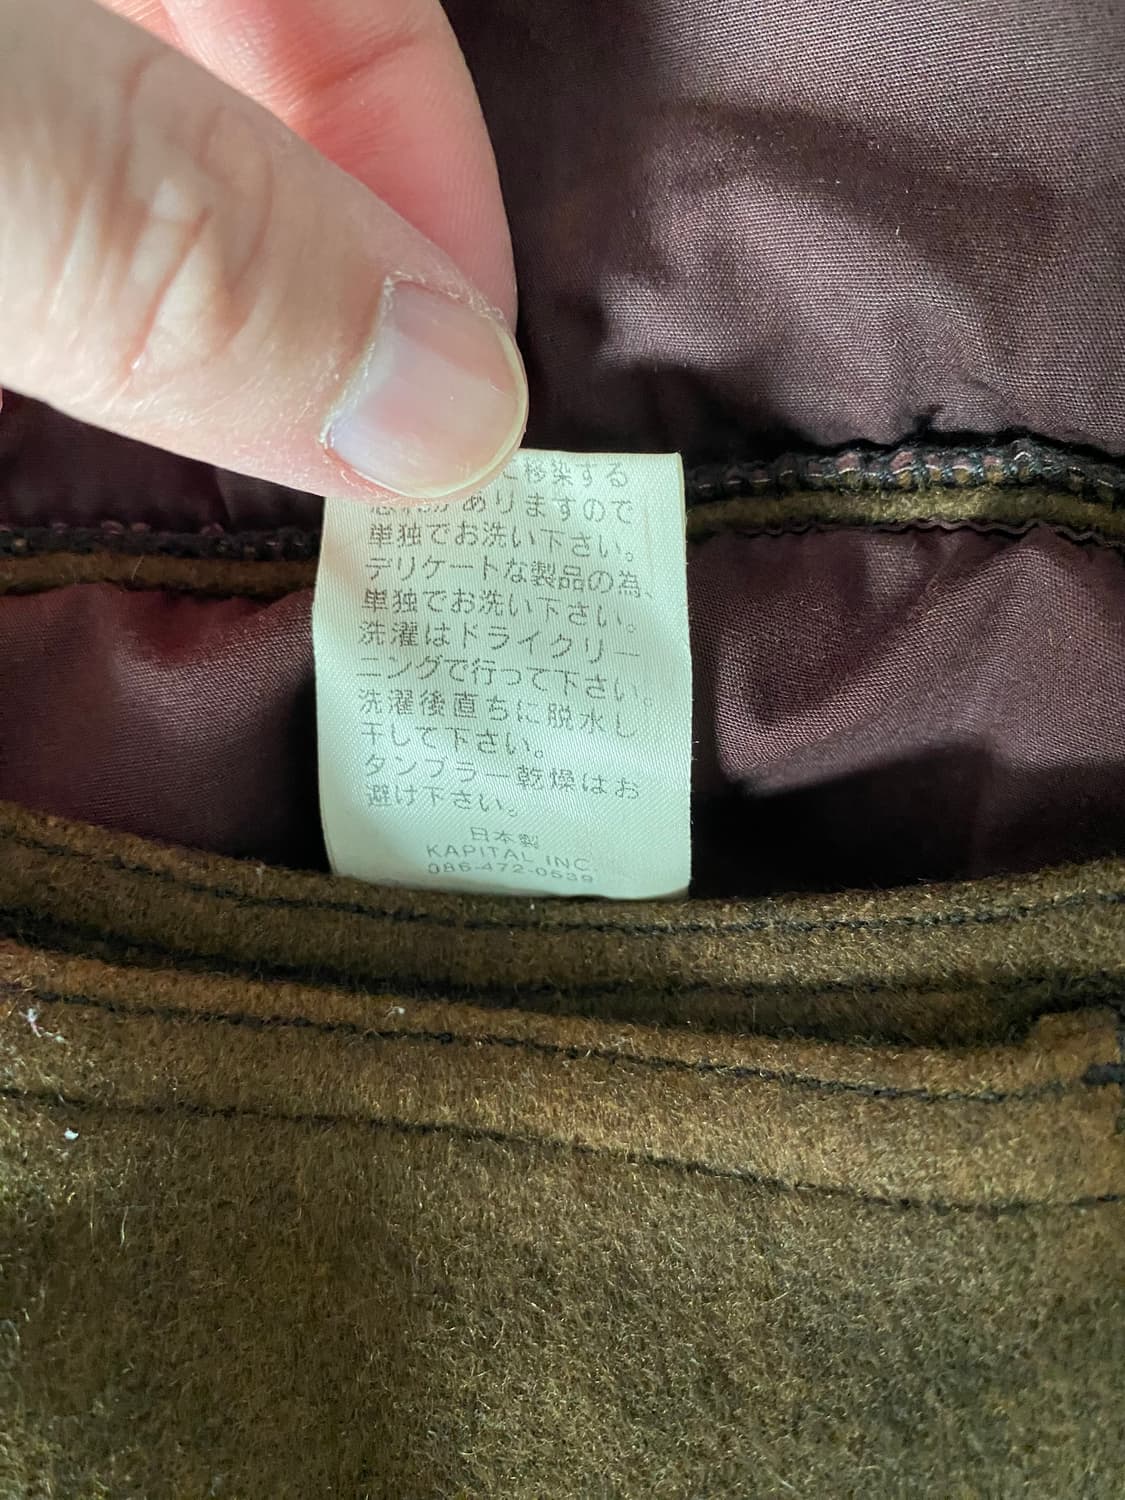 に移染する
がありますので
単独でお洗い下さい。
デリケートな製品の為、
単独でお洗い下さい。
洗濯はドライクリー
ニングで行って下さい。
洗濯後直ちに脱水し
干して下さい。
タンブラー乾燥はお
避け下さい。
日本製
KAPITAL INC.
086-472-0539